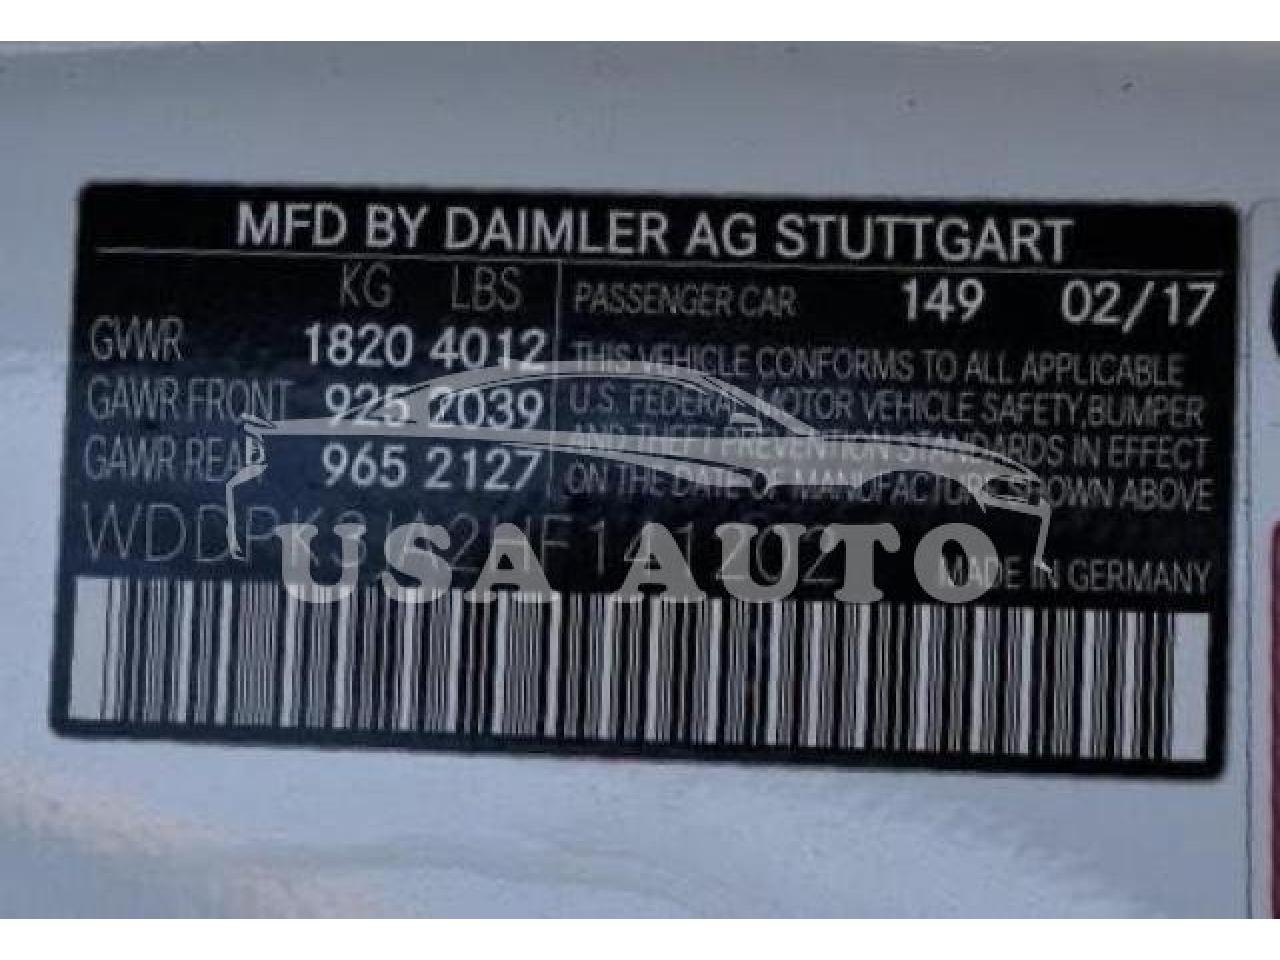 MFD BY DAIMLER AG STUTTGART
KG LBS
GVWR 1820 4012
GAWR FRONT 925 2039
GAWR REAR 965 2127
PASSENGER CAR 149 02/17
THIS VEHICLE CONFORMS TO ALL APPLICABLE
U.S. FEDERAL MOTOR VEHICLE SAFETY, BUMPER
AND THEFT PREVENTION STANDARDS IN EFFECT
ON THE DATE OF MANUFACTURE SHOWN ABOVE
WDDPK3JA2HF141202
MADE IN GERMANY
USA AUTO